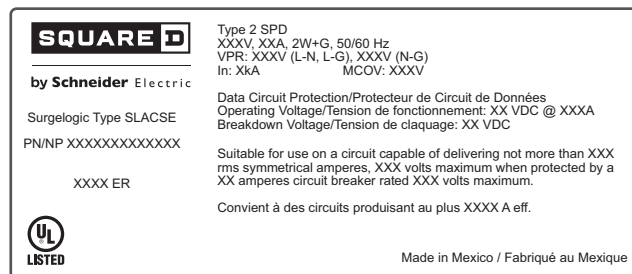 SQUARE D
by Schneider Electric
Surgelogic Type SLACSE
PN/NP XXXXXXXXXXXXX
XXXX ER
UL
LISTED
Type 2 SPD
XXXV, XXA, 2W+G, 50/60 Hz
VPR: XXXV (L-N, L-G), XXXV (N-G)
In: XkA MCOV: XXXV
Data Circuit Protection/Protecteur de Circuit de Données
Operating Voltage/Tension de fonctionnement: XX VDC @ XXXA
Breakdown Voltage/Tension de claquage: XX VDC
Suitable for use on a circuit capable of delivering not more than XXX
rms symmetrical amperes, XXX volts maximum when protected by a
XX amperes circuit breaker rated XXX volts maximum.
Convient à des circuits produisant au plus XXXX A eff.
Made in Mexico / Fabriqué au Mexique